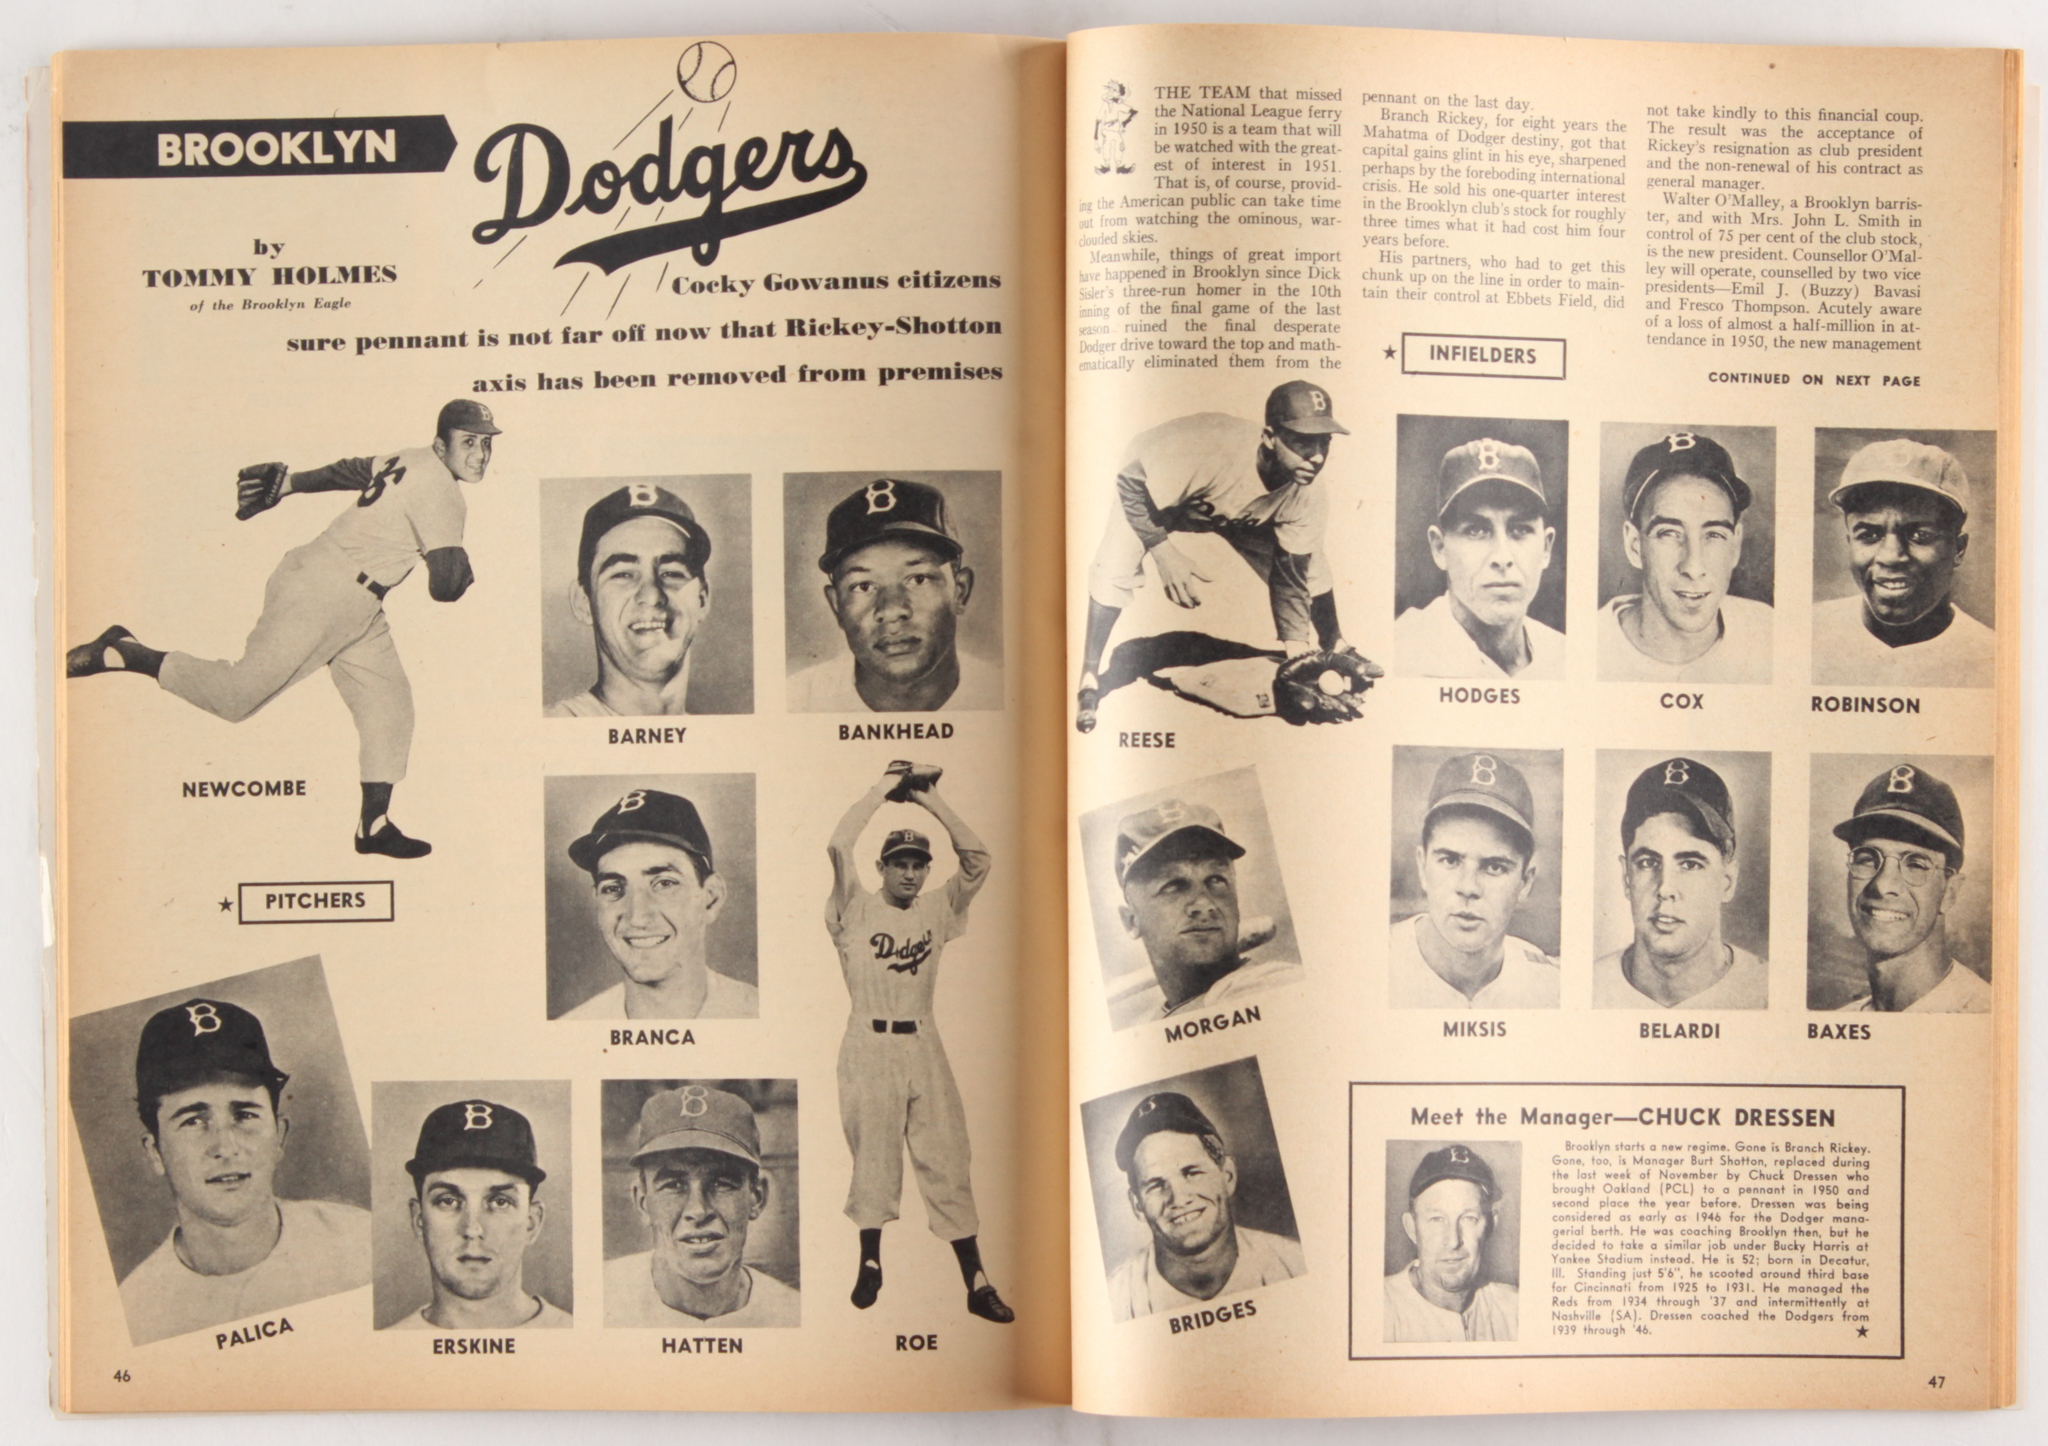 BROOKLYN
Dodgers
by
TOMMY HOLMES
of the Brooklyn Eagle
Cocky Gowanus citizens
sure pennant is not far off now that Rickey-Shotton
axis has been removed from premises
NEWCOMBE
BARNEY
BANKHEAD
★ PITCHERS
BRANCA
Dodgers
PALICA
ERSKINE
HATTEN
ROE
46
THE TEAM that missed
the National League ferry
in 1950 is a team that will
be watched with the great-
est of interest in 1951.
That is, of course, provid-
ing the American public can take time
out from watching the ominous, war-
clouded skies.
Meanwhile, things of great import
have happened in Brooklyn since Dick
Sisler's three-run homer in the 10th
inning of the final game of the last
season ruined the final desperate
Dodger drive toward the top and math-
ematically eliminated them from the
pennant on the last day.
Branch Rickey, for eight years the
Mahatma of Dodger destiny, got that
capital gains glint in his eye, sharpened
perhaps by the foreboding international
crisis. He sold his one-quarter interest
in the Brooklyn club's stock for roughly
three times what it had cost him four
years before.
His partners, who had to get this
chunk up on the line in order to main-
tain their control at Ebbets Field, did
not take kindly to this financial coup.
The result was the acceptance of
Rickey's resignation as club president
and the non-renewal of his contract as
general manager.
Walter O'Malley, a Brooklyn barris-
ter, and with Mrs. John L. Smith in
control of 75 per cent of the club stock,
is the new president. Counsellor O'Mal-
ley will operate, counselled by two vice
presidents—Emil J. (Buzzy) Bavasi
and Fresco Thompson. Acutely aware
of a loss of almost a half-million in at-
tendance in 1950, the new management
CONTINUED ON NEXT PAGE
★ INFIELDERS
REESE
HODGES
COX
ROBINSON
MORGAN
MIKSIS
BELARDI
BAXES
BRIDGES
Meet the Manager—CHUCK DRESSEN
Brooklyn starts a new regime. Gone is Branch Rickey.
Gone, too, is Manager Burt Shotton, replaced during
the last week of November by Chuck Dressen who
brought Oakland (PCL) to a pennant in 1950 and
second place the year before. Dressen was being
considered as early as 1946 for the Dodger mana-
gerial berth. He was coaching Brooklyn then, but he
decided to take a similar job under Bucky Harris at
Yankee Stadium instead. He is 52; born in Decatur,
Ill. Standing just 5'6", he scooted around third base
for Cincinnati from 1925 to 1931. He managed the
Reds from 1934 through '37 and intermittently at
Nashville (SA). Dressen coached the Dodgers from
1939 through '46. ★
47